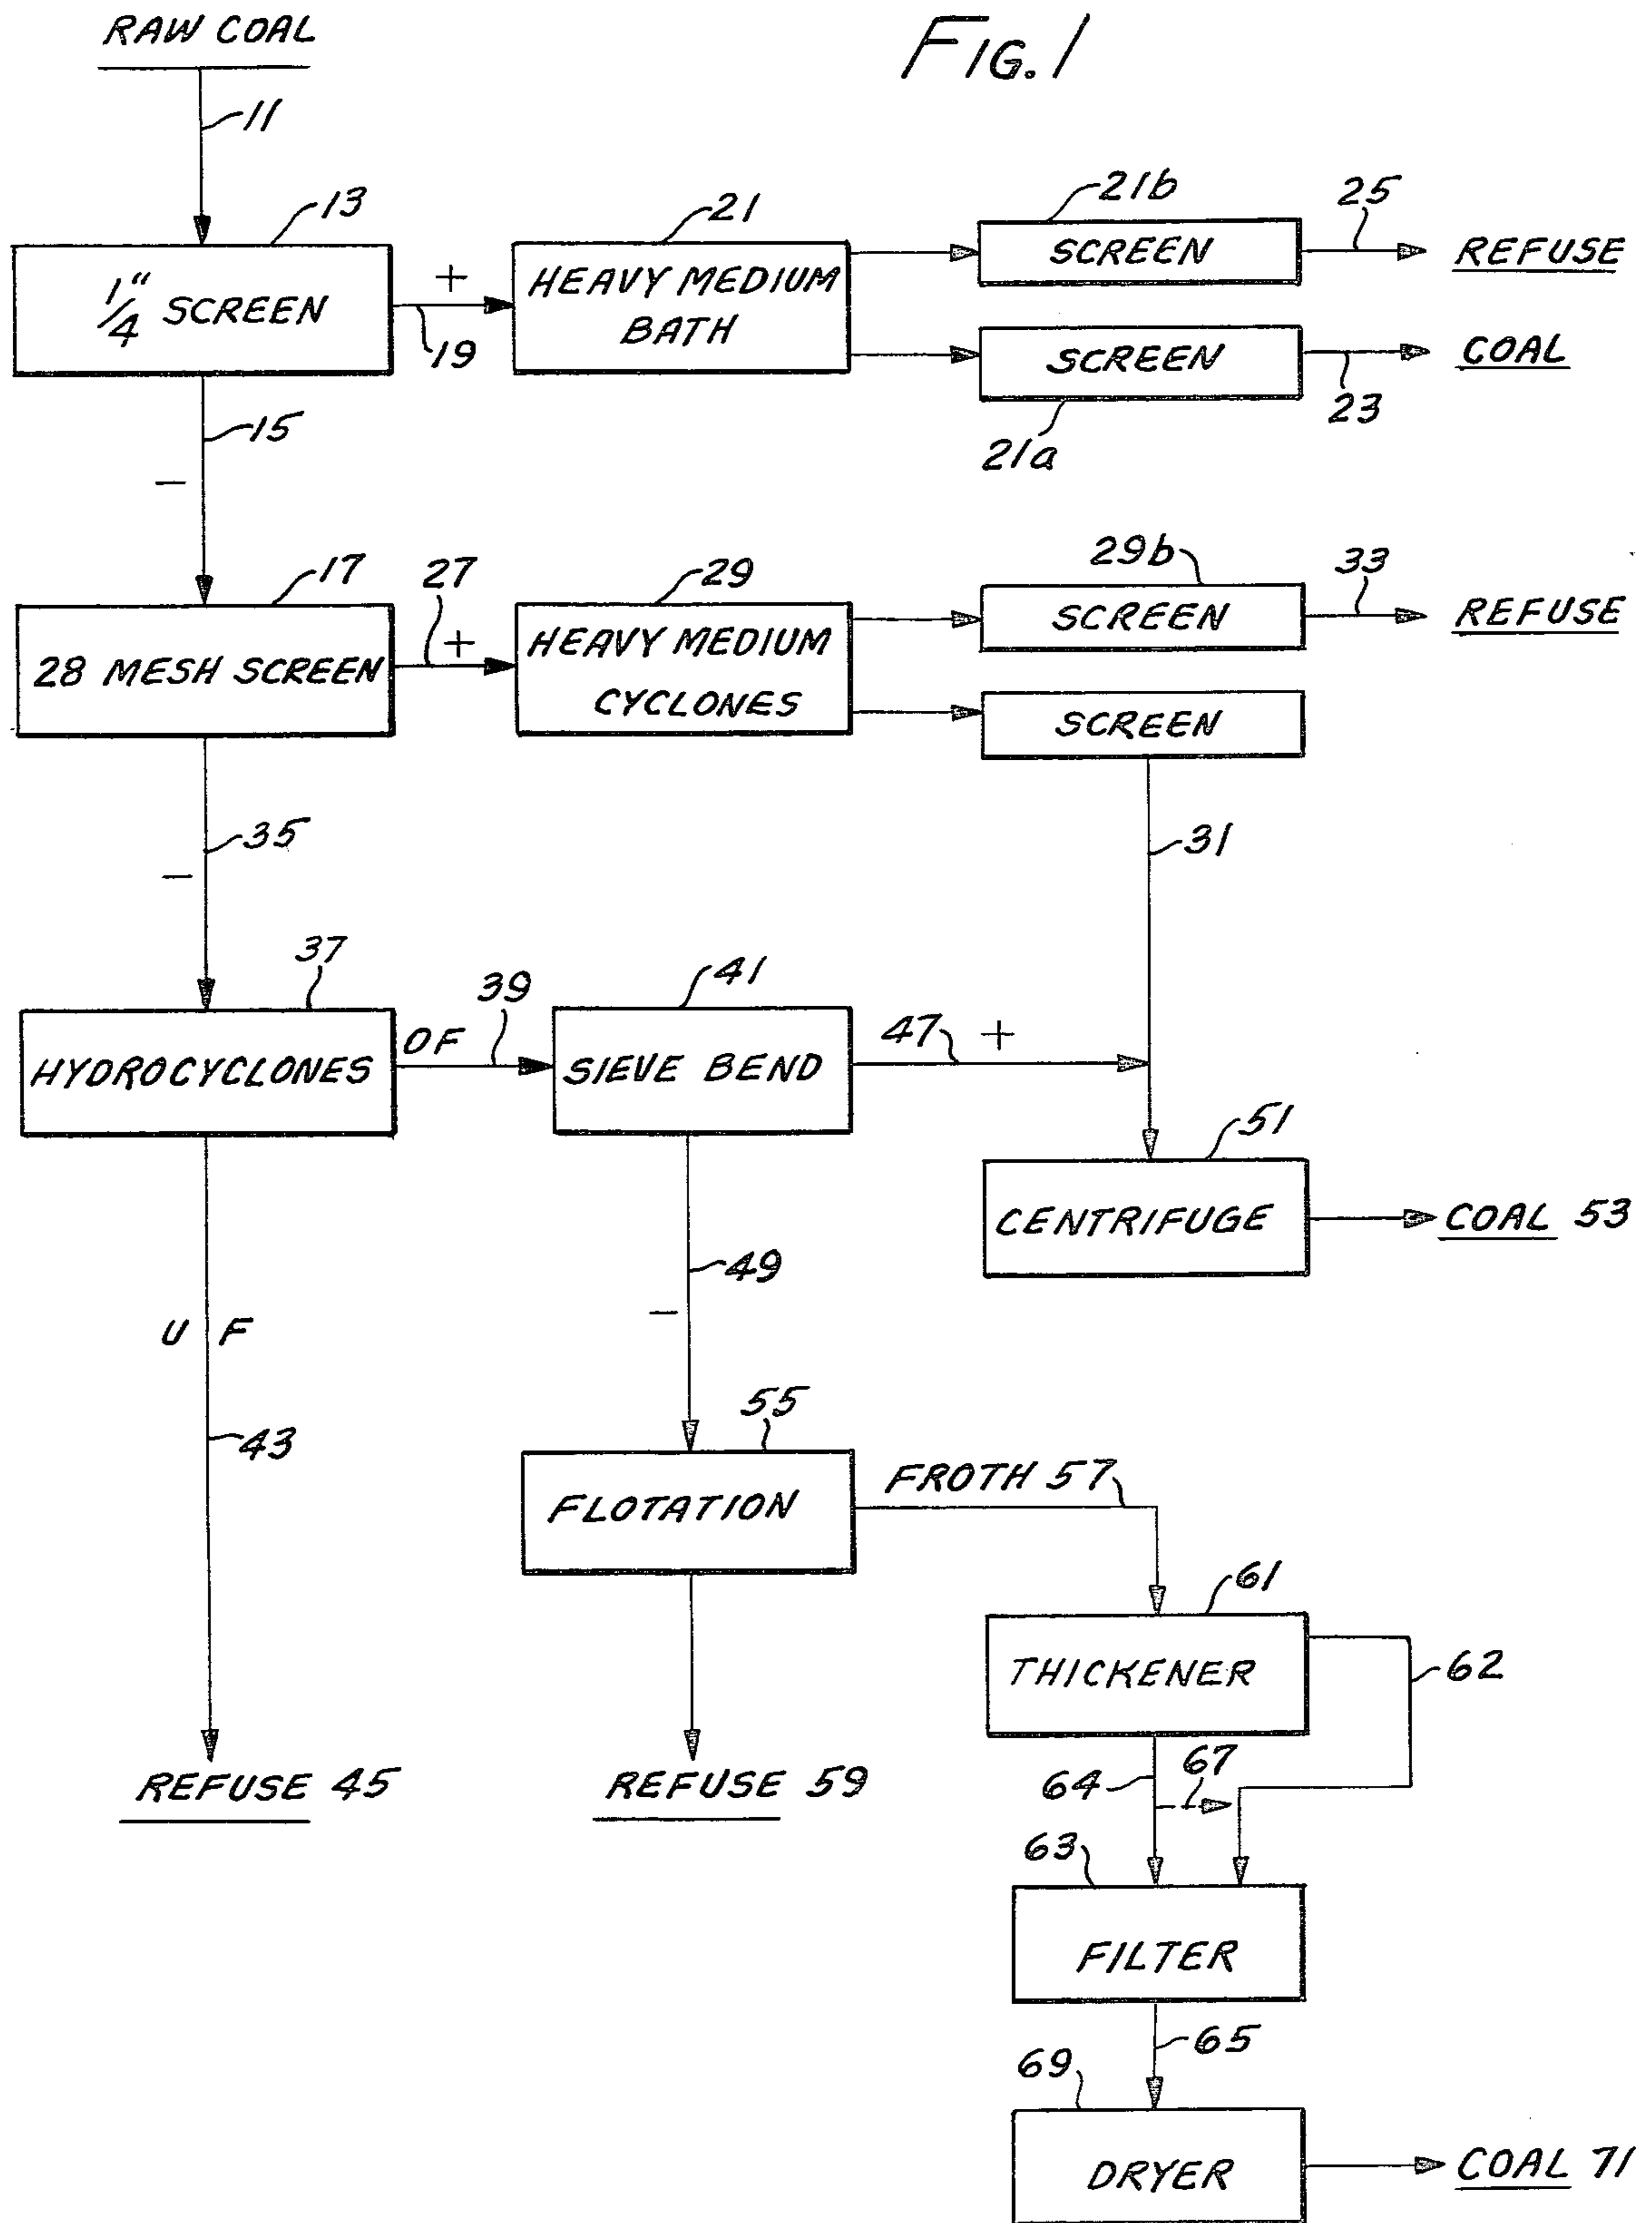 RAW COAL
FIG. 1
11
13
1/4" SCREEN
+
19
21
HEAVY MEDIUM
BATH
21b
SCREEN
25
REFUSE
SCREEN
21a
23
COAL
15
-
17
28 MESH SCREEN
27
+
29
HEAVY MEDIUM
CYCLONES
29b
SCREEN
33
REFUSE
SCREEN
31
35
-
37
HYDROCYCLONES
OF
39
41
SIEVE BEND
47
+
51
CENTRIFUGE
COAL 53
49
-
U F
43
REFUSE 45
55
FLOTATION
FROTH 57
REFUSE 59
61
THICKENER
62
64
67
63
FILTER
65
69
DRYER
COAL 71